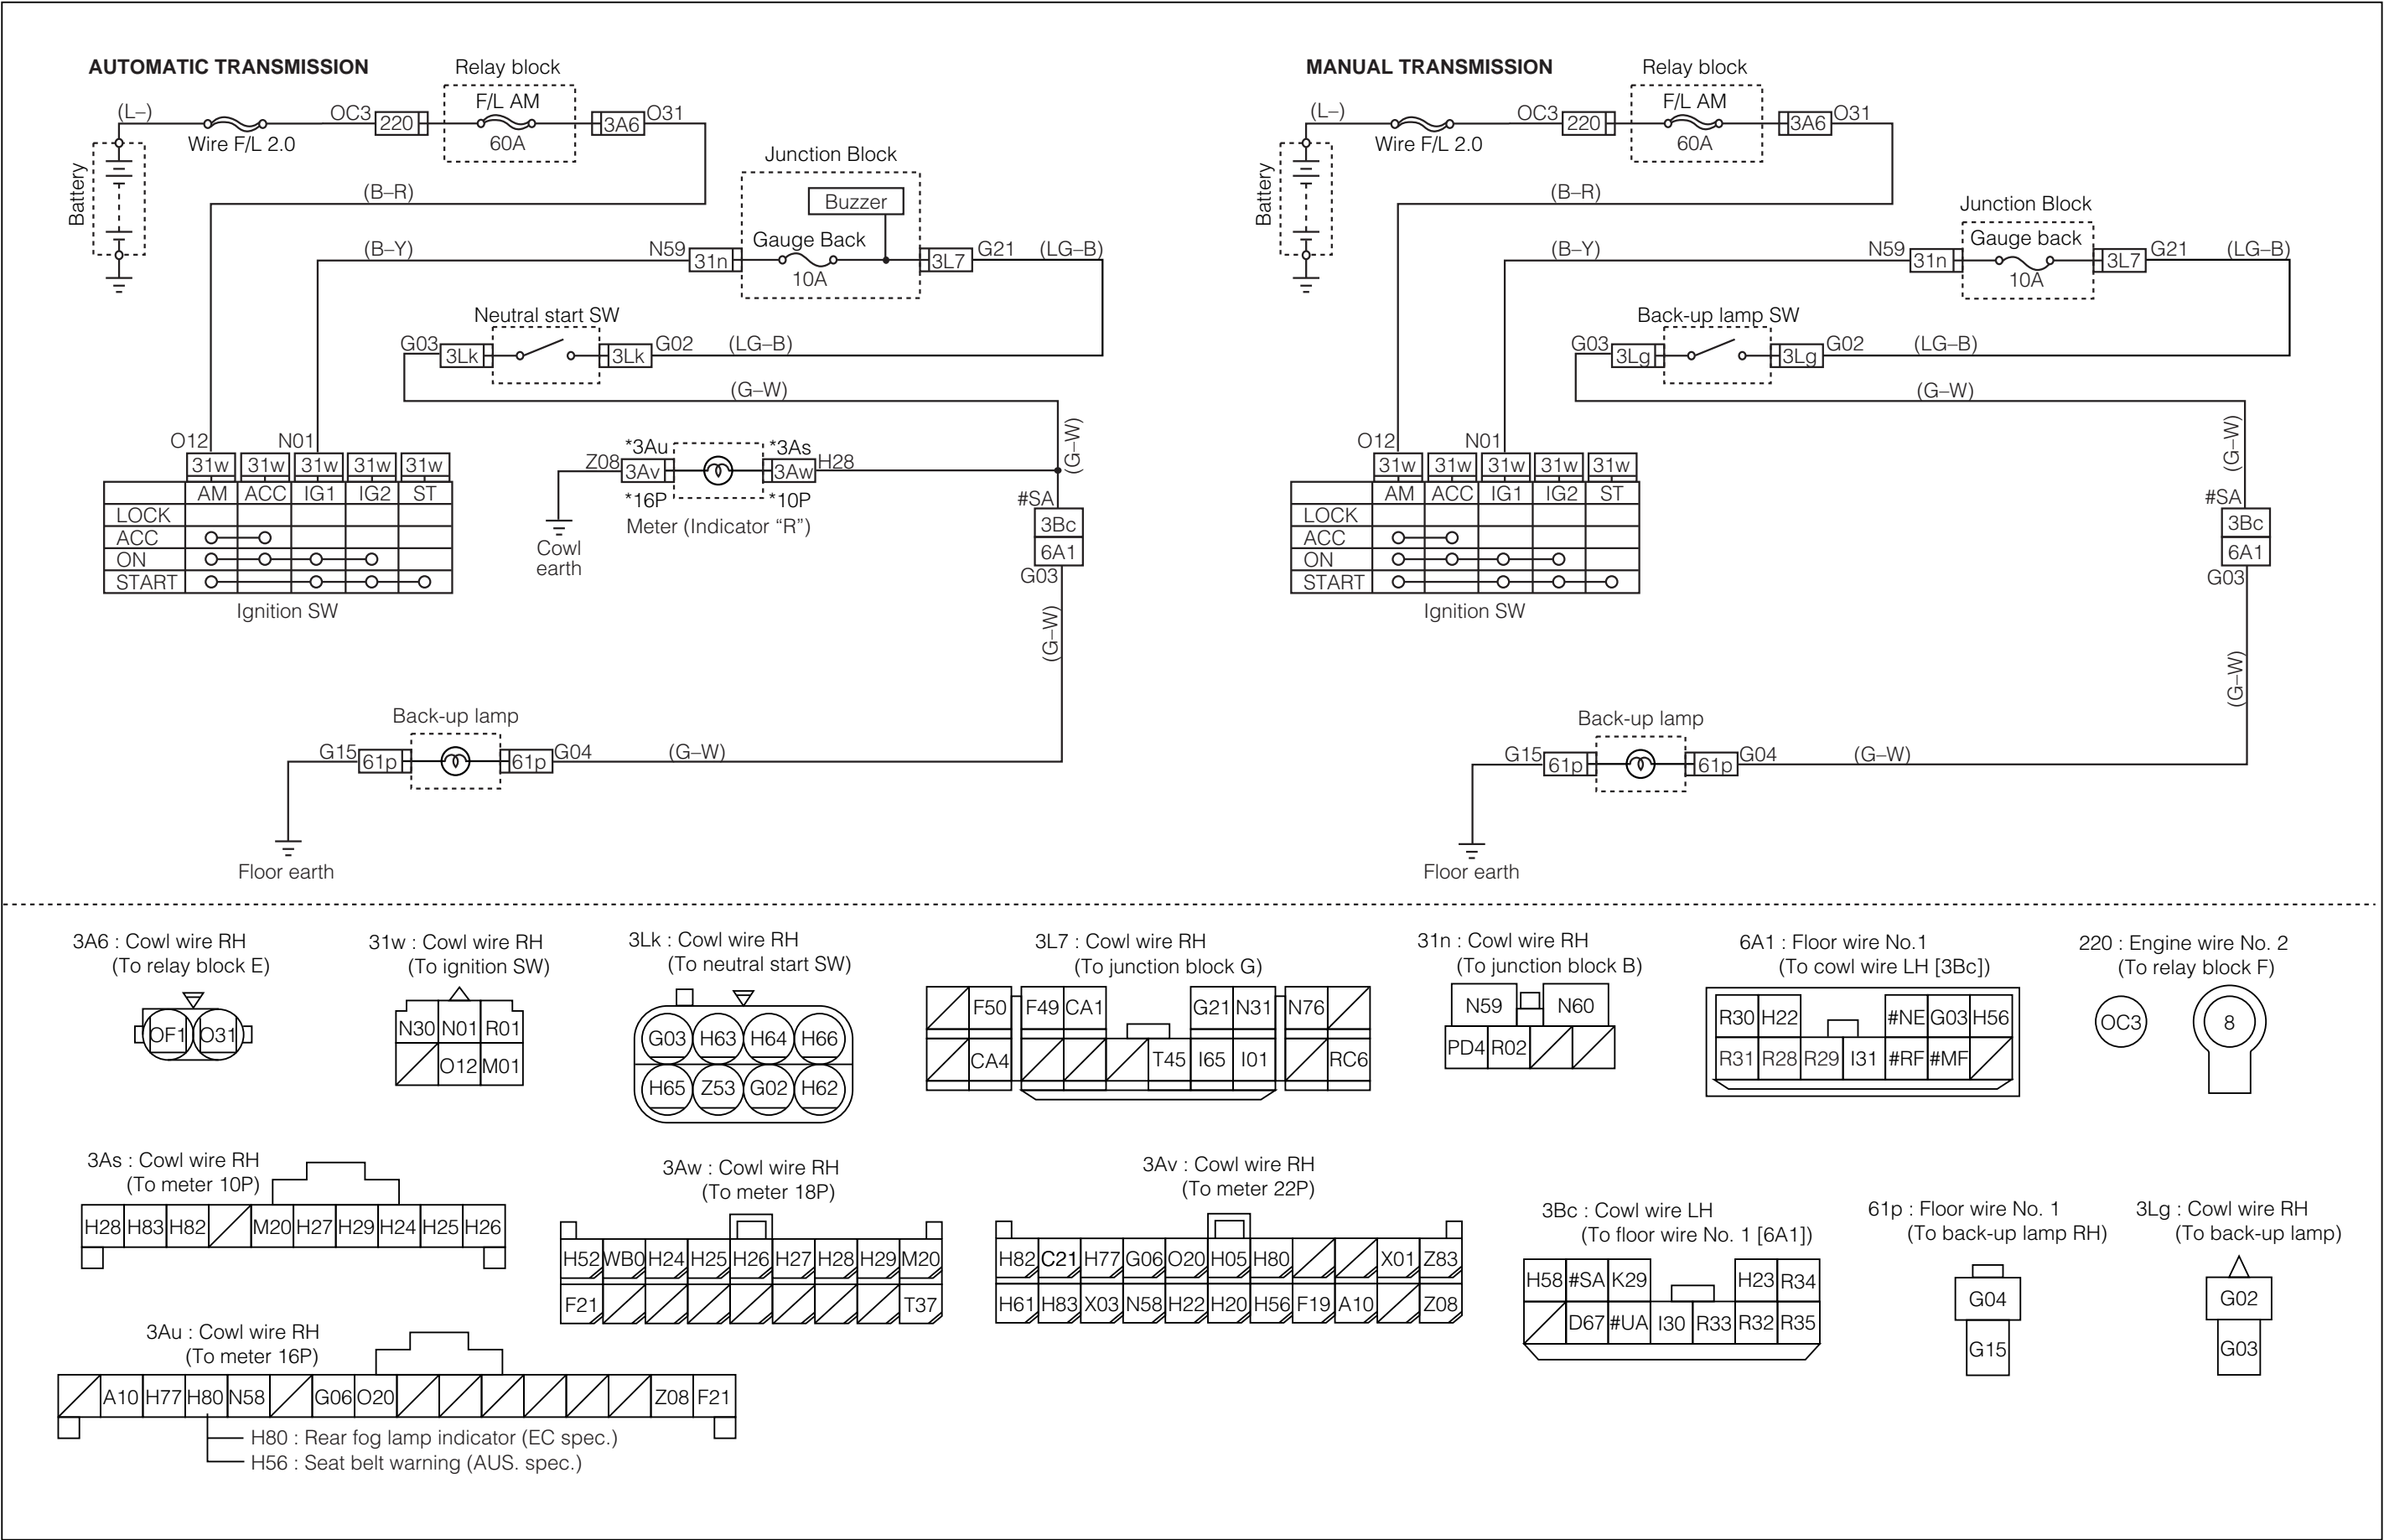 AUTOMATIC TRANSMISSION
Relay block
(L–)
Wire F/L 2.0
OC3
220
F/L AM
60A
3A6
O31
Battery
(B–R)
Junction Block
Buzzer
(B–Y)
N59
31n
Gauge Back
10A
3L7
G21
(LG–B)
Neutral start SW
G03
3Lk
3Lk
G02
(LG–B)
(G–W)
(G–W)
O12
N01
31w 31w 31w 31w 31w
AM ACC IG1 IG2 ST
LOCK
ACC
ON
START
Ignition SW
*3Au
*3As
Z08
3Av
3Aw
H28
*16P
*10P
Meter (Indicator “R”)
Cowl
earth
#SA
3Bc
6A1
G03
(G–W)
Back-up lamp
G15
61p
61p
G04
(G–W)
Floor earth
MANUAL TRANSMISSION
Relay block
(L–)
Wire F/L 2.0
OC3
220
F/L AM
60A
3A6
O31
Battery
(B–R)
Junction Block
(B–Y)
N59
31n
Gauge back
10A
3L7
G21
(LG–B)
Back-up lamp SW
G03
3Lg
3Lg
G02
(LG–B)
(G–W)
(G–W)
O12
N01
31w 31w 31w 31w 31w
AM ACC IG1 IG2 ST
LOCK
ACC
ON
START
Ignition SW
#SA
3Bc
6A1
G03
(G–W)
Back-up lamp
G15
61p
61p
G04
(G–W)
Floor earth
3A6 : Cowl wire RH
(To relay block E)
OF1 O31
31w : Cowl wire RH
(To ignition SW)
N30 N01 R01
O12 M01
3Lk : Cowl wire RH
(To neutral start SW)
G03 H63 H64 H66
H65 Z53 G02 H62
3L7 : Cowl wire RH
(To junction block G)
F50 F49 CA1 G21 N31 N76
CA4 T45 I65 I01 RC6
31n : Cowl wire RH
(To junction block B)
N59 N60
PD4 R02
6A1 : Floor wire No.1
(To cowl wire LH [3Bc])
R30 H22 #NE G03 H56
R31 R28 R29 I31 #RF #MF
220 : Engine wire No. 2
(To relay block F)
OC3 8
3As : Cowl wire RH
(To meter 10P)
H28 H83 H82 M20 H27 H29 H24 H25 H26
3Aw : Cowl wire RH
(To meter 18P)
H52 WB0 H24 H25 H26 H27 H28 H29 M20
F21 T37
3Av : Cowl wire RH
(To meter 22P)
H82 C21 H77 G06 O20 H05 H80 X01 Z83
H61 H83 X03 N58 H22 H20 H56 F19 A10 Z08
3Bc : Cowl wire LH
(To floor wire No. 1 [6A1])
H58 #SA K29 H23 R34
D67 #UA I30 R33 R32 R35
61p : Floor wire No. 1
(To back-up lamp RH)
G04
G15
3Lg : Cowl wire RH
(To back-up lamp)
G02
G03
3Au : Cowl wire RH
(To meter 16P)
A10 H77 H80 N58 G06 O20 Z08 F21
H80 : Rear fog lamp indicator (EC spec.)
H56 : Seat belt warning (AUS. spec.)